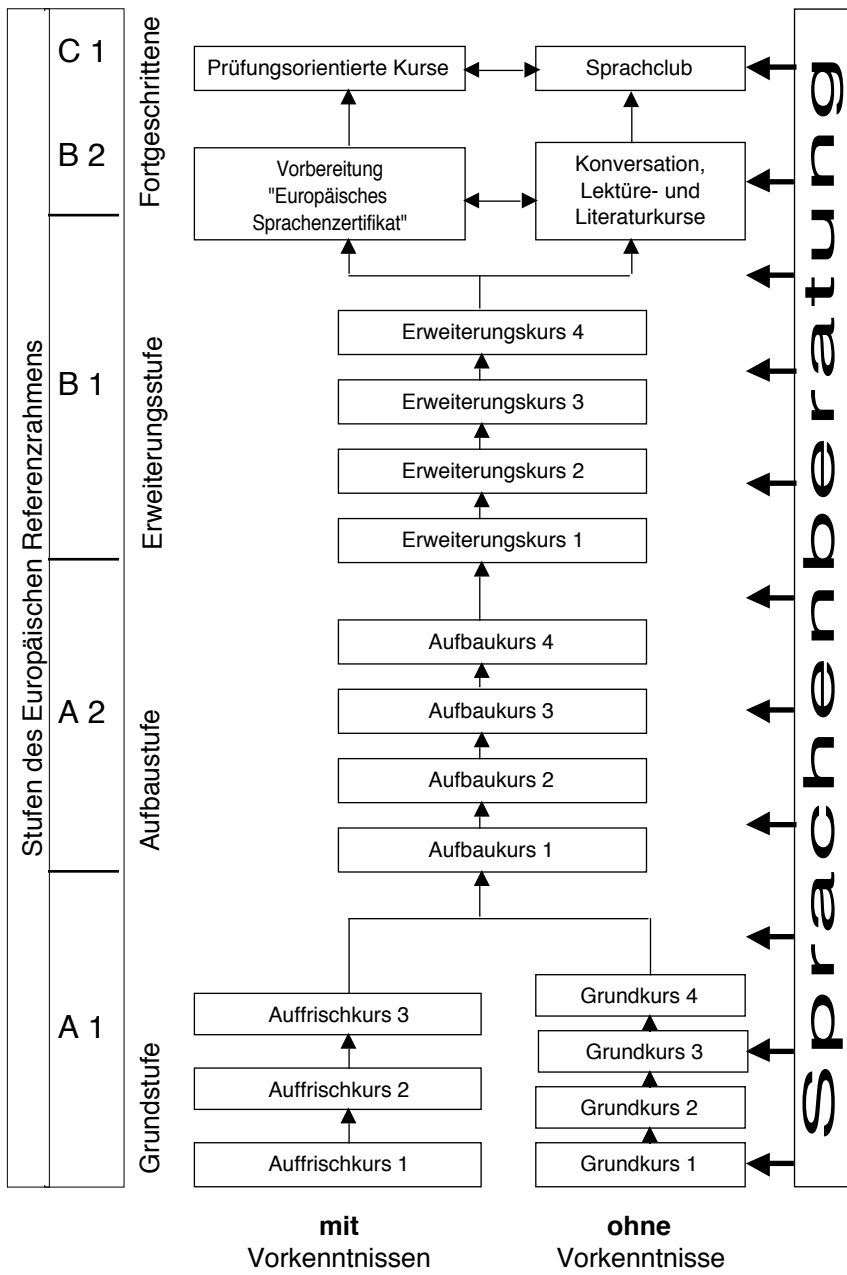 Stufen des Europäischen Referenzrahmens
C 1
B 2
B 1
A 2
A 1
Fortgeschrittene
Erweiterungsstufe
Aufbaustufe
Grundstufe
Prüfungsorientierte Kurse
Sprachclub
Vorbereitung
"Europäisches
Sprachenzertifikat"
Konversation,
Lektüre- und
Literaturkurse
Erweiterungskurs 4
Erweiterungskurs 3
Erweiterungskurs 2
Erweiterungskurs 1
Aufbaukurs 4
Aufbaukurs 3
Aufbaukurs 2
Aufbaukurs 1
Auffrischkurs 3
Auffrischkurs 2
Auffrischkurs 1
Grundkurs 4
Grundkurs 3
Grundkurs 2
Grundkurs 1
mit
Vorkenntnissen
ohne
Vorkenntnisse
Sprachenberatung